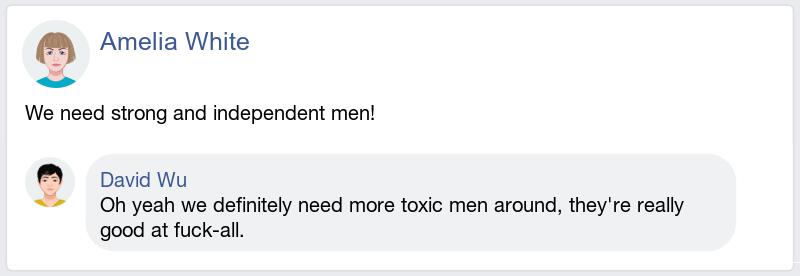 Amelia White
We need strong and independent men!
David Wu
Oh yeah we definitely need more toxic men around, they're really
good at fuck-all.